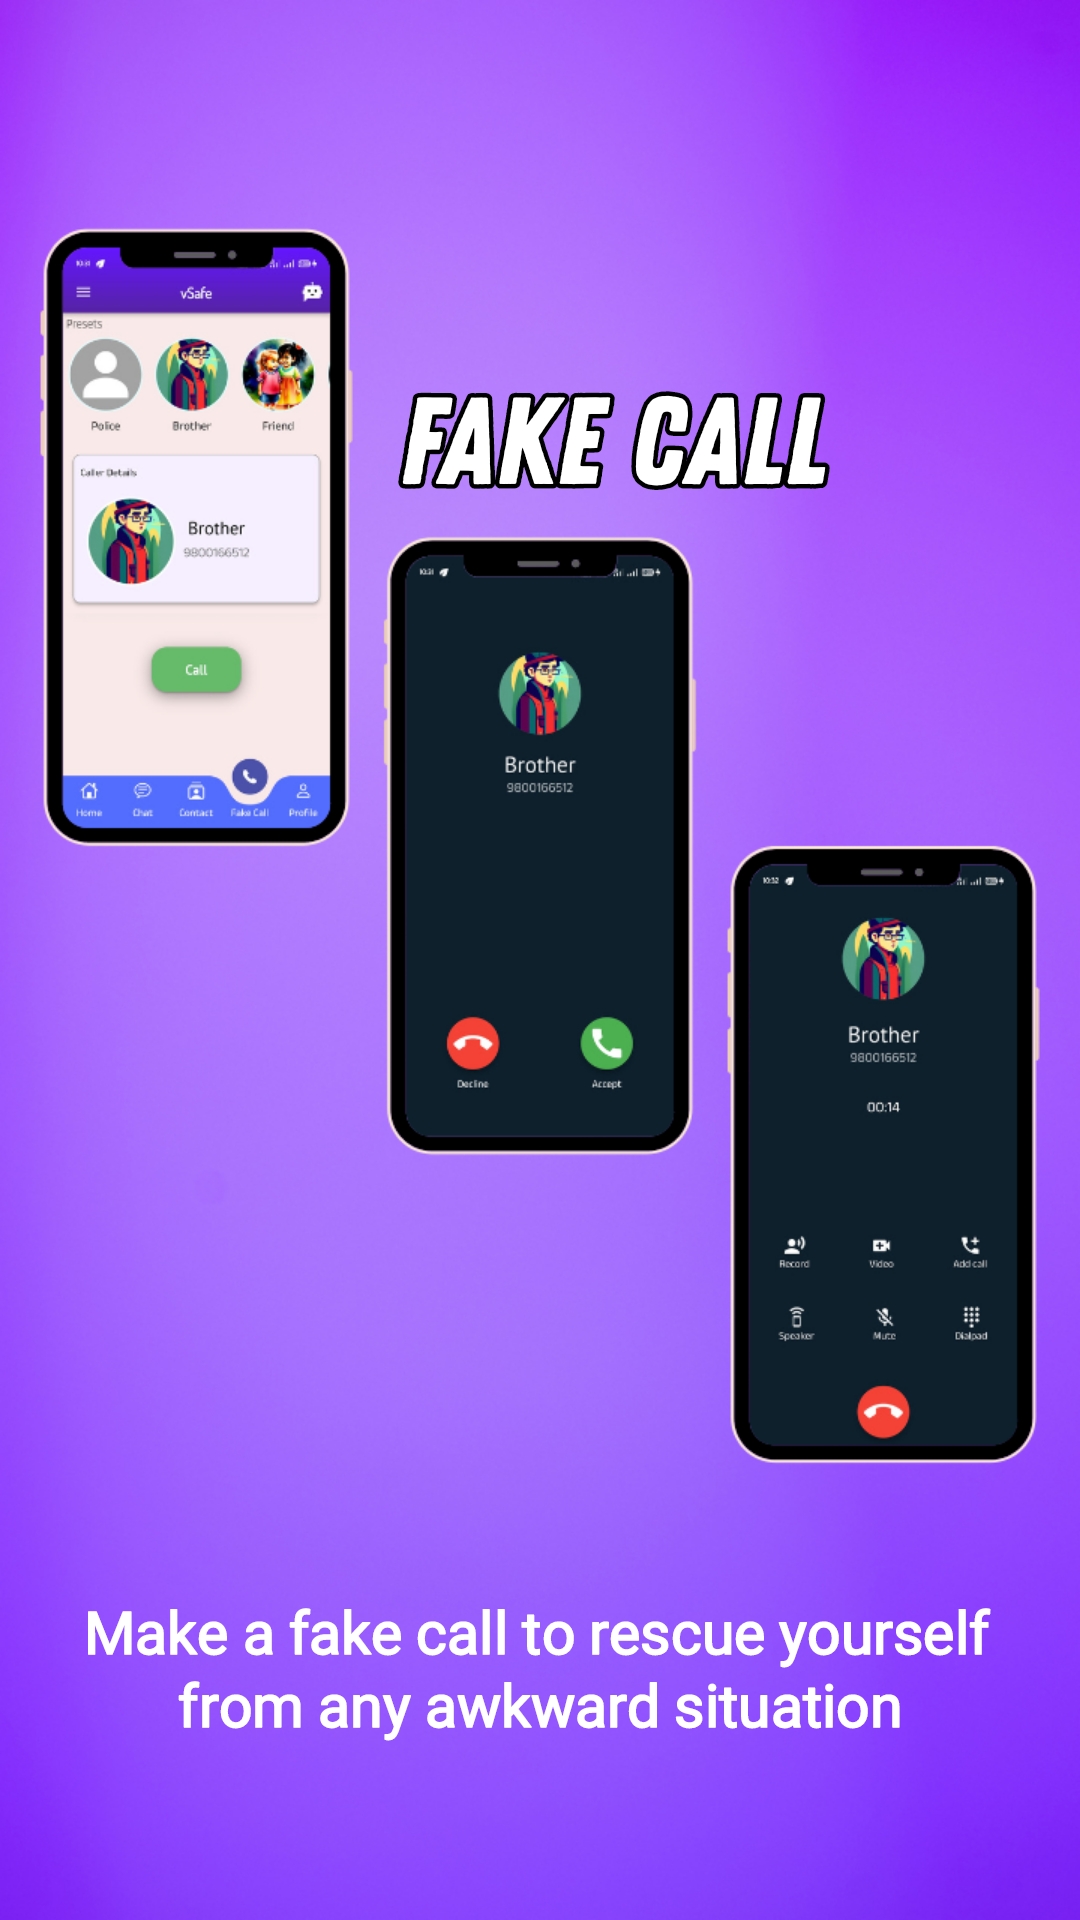 10:31
vSafe
Presets
Police
Brother
Friend
Caller Details
Brother
9800166512
Call
Home
Chat
Contact
Fake Call
Profile
FAKE CALL
10:31
Brother
9800166512
Decline
Accept
10:32
Brother
9800166512
00:14
Record
Video
Add call
Speaker
Mute
Dialpad
Make a fake call to rescue yourself
from any awkward situation